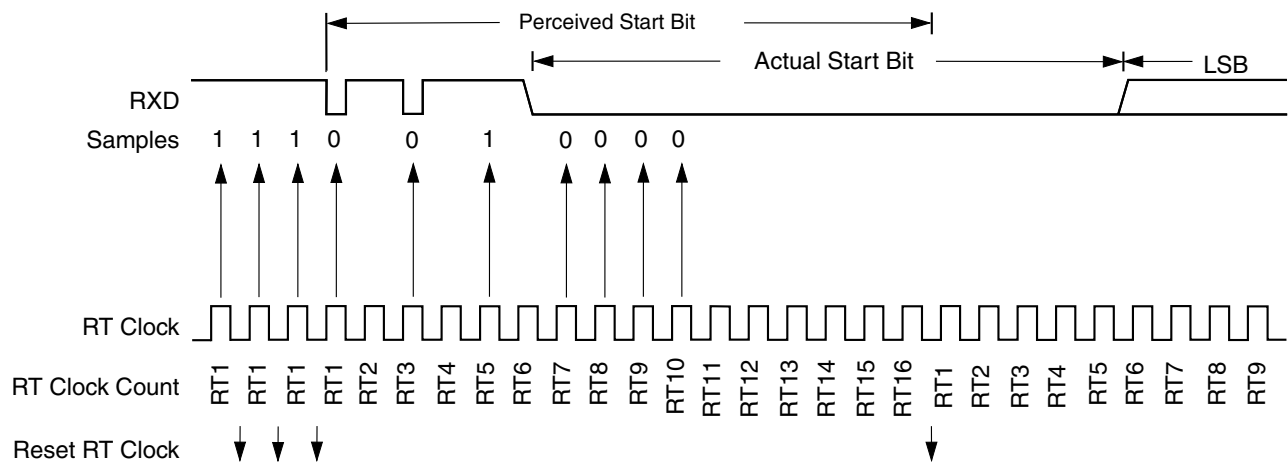 Perceived Start Bit
Actual Start Bit LSB
RXD
Samples 1 1 1 0 0 1 0 0 0 0
RT Clock
RT Clock Count RT1 RT1 RT1 RT1 RT2 RT3 RT4 RT5 RT6 RT7 RT8 RT9 RT10 RT11 RT12 RT13 RT14 RT15 RT16 RT1 RT2 RT3 RT4 RT5 RT6 RT7 RT8 RT9
Reset RT Clock